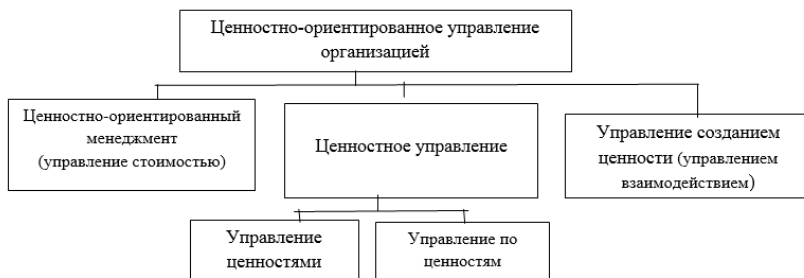 Ценностно-ориентированное управление
организацией
Ценностно-ориентированный
менеджмент
(управление стоимостью)
Ценностное управление
Управление созданием
ценности (управлением
взаимодействием)
Управление
ценностями
Управление по
ценностям